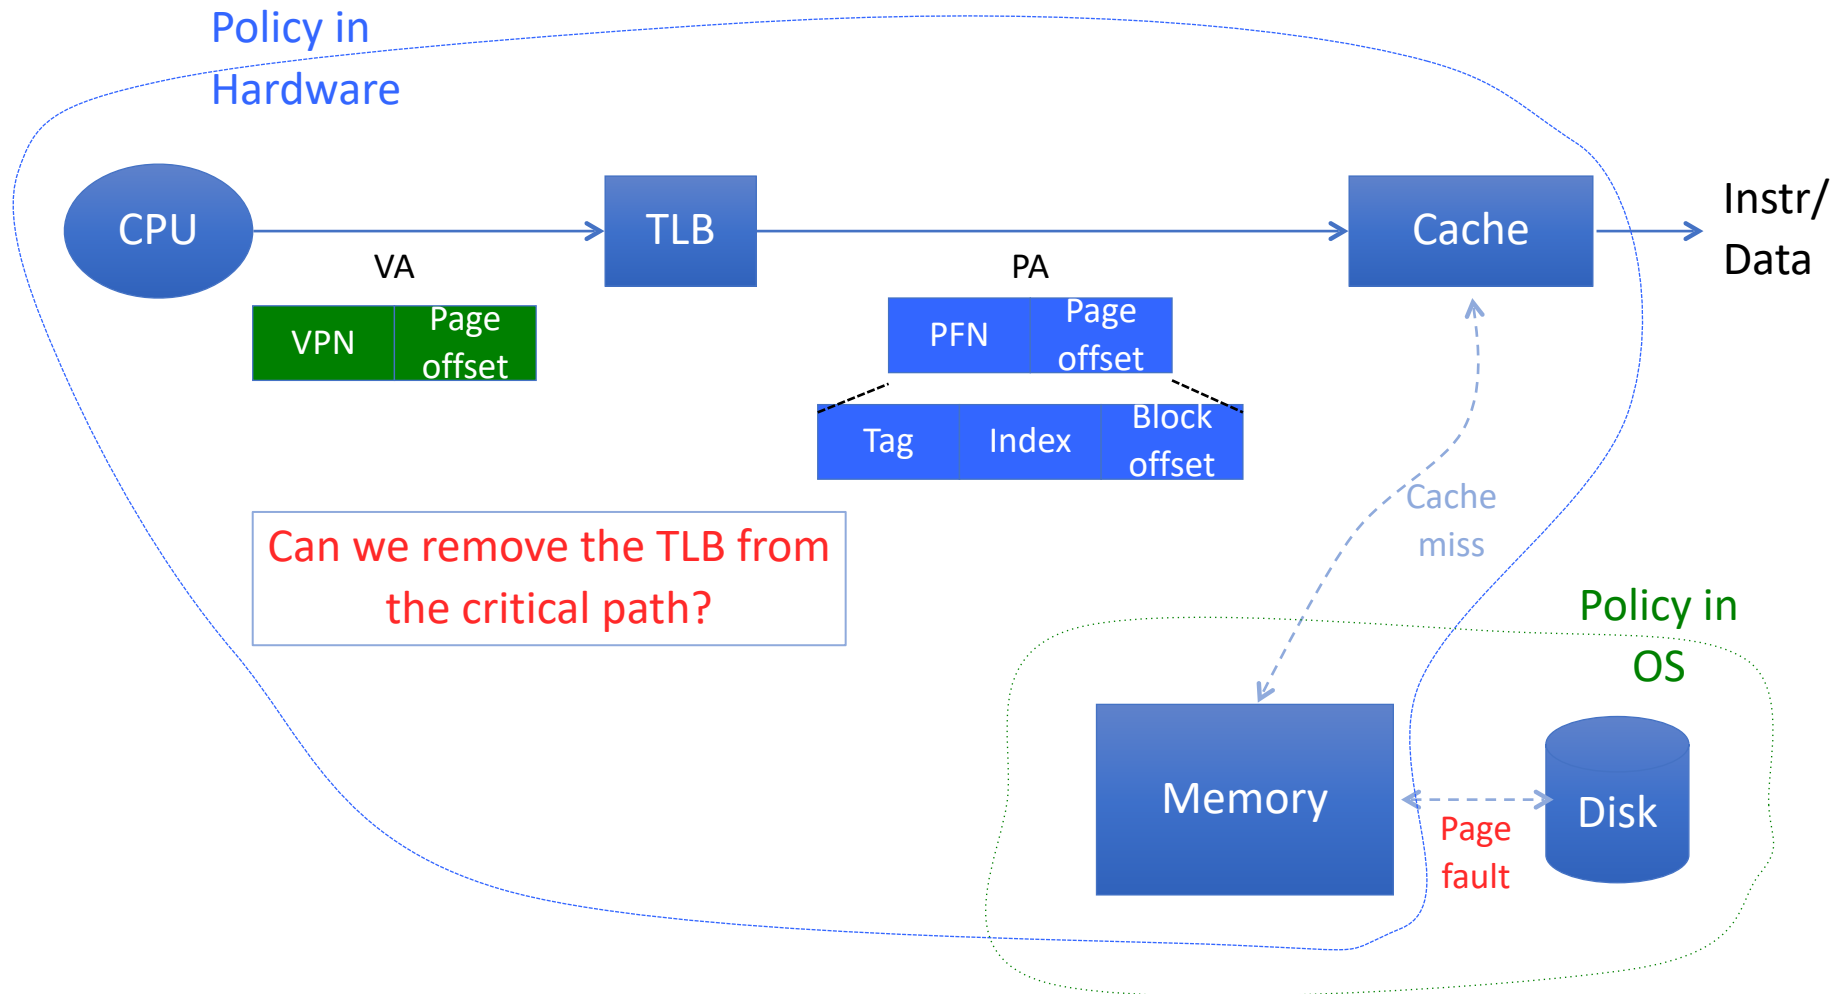 Policy in
Hardware
CPU
TLB
Cache
Instr/
Data
VA
PA
VPN
Page
offset
PFN
Page
offset
Tag
Index
Block
offset
Cache
miss
Can we remove the TLB from
the critical path?
Policy in
OS
Memory
Disk
Page
fault